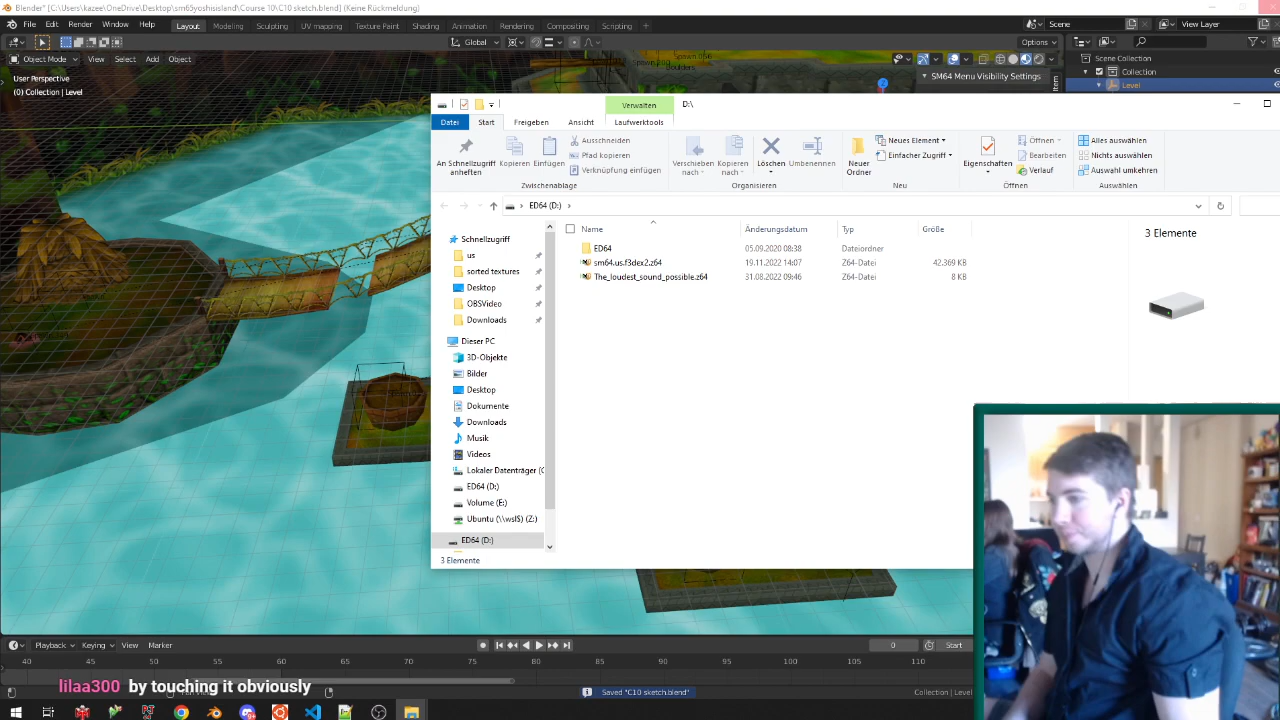 Blender* [C:\Users\kazee\OneDrive\Desktop\sm65yoshisisland\Course 10\C10 sketch.blend] (Keine Rückmeldung)
File Edit Render Window Help Layout Modeling Sculpting UV mapping Texture Paint Shading Animation Rendering Compositing Scripting +
Scene View Layer
Global Options
Object Mode View Select Add Object
User Perspective
(0) Collection | Level
Boulders
SM64 Menu Visibility Settings
Item
Scene Collection
Collection
Level
Verwalten D:\
Datei Start Freigeben Ansicht Laufwerktools
An Schnellzugriff anheften
Kopieren
Einfügen
Ausschneiden
Pfad kopieren
Verknüpfung einfügen
Zwischenablage
Verschieben nach
Kopieren nach
Löschen
Umbenennen
Organisieren
Neuer Ordner
Neues Element
Einfacher Zugriff
Neu
Eigenschaften
Öffnen
Bearbeiten
Verlauf
Öffnen
Alles auswählen
Nichts auswählen
Auswahl umkehren
Auswählen
ED64 (D:)
Schnellzugriff
us
sorted textures
Desktop
OBSVideo
Downloads
Dieser PC
3D-Objekte
Bilder
Desktop
Dokumente
Downloads
Musik
Videos
Lokaler Datenträger (C
ED64 (D:)
Volume (E:)
Ubuntu (\\wsl$) (Z:)
ED64 (D:)
Name Änderungsdatum Typ Größe
ED64 05.09.2020 08:38 Dateiordner
sm64.us.f3dex2.z64 19.11.2022 14:07 Z64-Datei 42.369 KB
The_loudest_sound_possible.z64 31.08.2022 09:46 Z64-Datei 8 KB
3 Elemente
3 Elemente
Playback Keying View Marker 0 Start
40 45 50 55 60 65 70 75 80 85 90 95 100 105 110
lilaa300 by touching it obviously
Saved "C10 sketch.blend"
Collection | Level